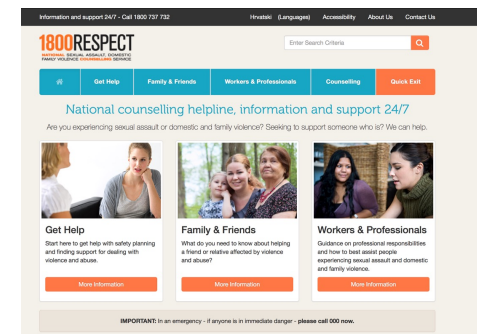 Information and support 24/7 - Call 1800 737 732
Hrvatski (Languages) Accessibility About Us Contact Us
1800RESPECT
NATIONAL SEXUAL ASSAULT, DOMESTIC
FAMILY VIOLENCE COUNSELLING SERVICE
Enter Search Criteria
Get Help Family & Friends Workers & Professionals Counselling Quick Exit
National counselling helpline, information and support 24/7
Are you experiencing sexual assault or domestic and family violence? Seeking to support someone who is? We can help.
Get Help
Start here to get help with safety planning
and finding support for dealing with
violence and abuse.
More Information
Family & Friends
What do you need to know about helping
a friend or relative affected by violence
and abuse?
More Information
Workers & Professionals
Guidance on professional responsibilities
and how to best assist people
experiencing sexual assault and domestic
and family violence.
More Information
IMPORTANT: In an emergency - if anyone is in immediate danger - please call 000 now.